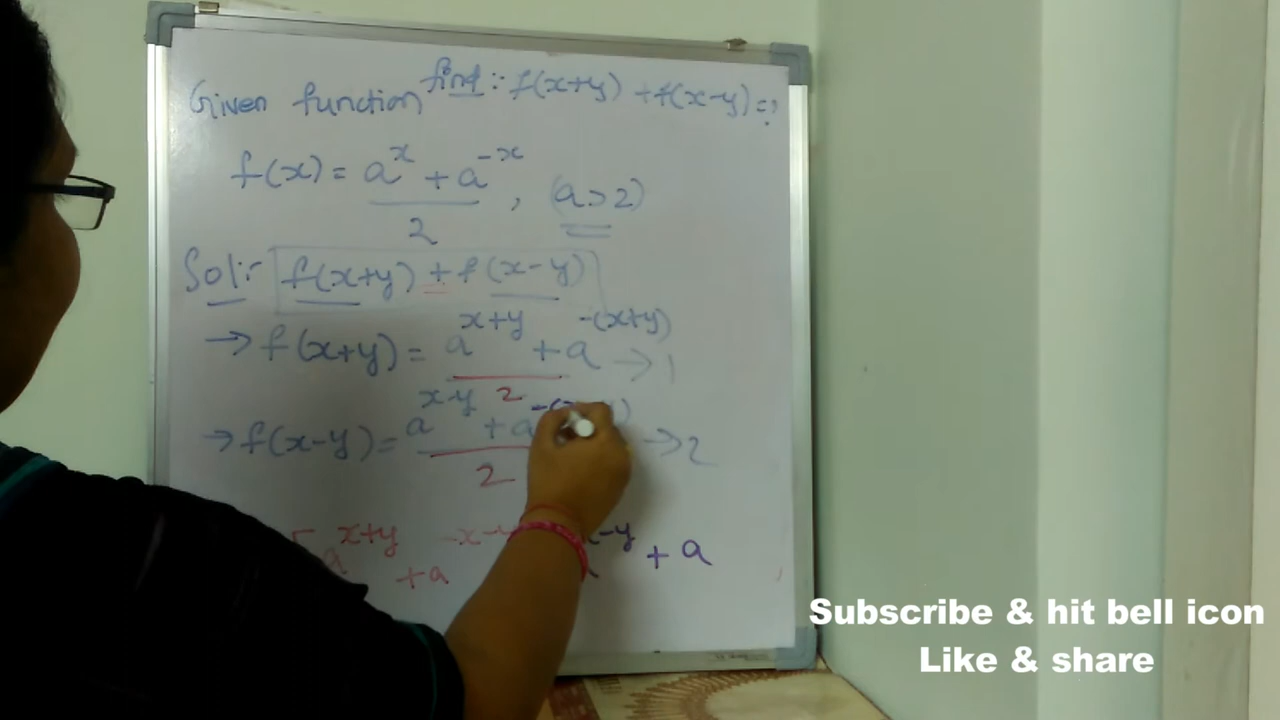 Given function find:- f(x+y) + f(x-y) = ?
f(x) = a^x + a^-x / 2 , (a>2)
Sol:- f(x+y) + f(x-y)
→ f(x+y) = a^x+y + a^-(x+y) / 2 → 1
→ f(x-y) = a^x-y + a / 2 → 2
a^x+y + a^-x-y -y + a
Subscribe & hit bell icon
Like & share